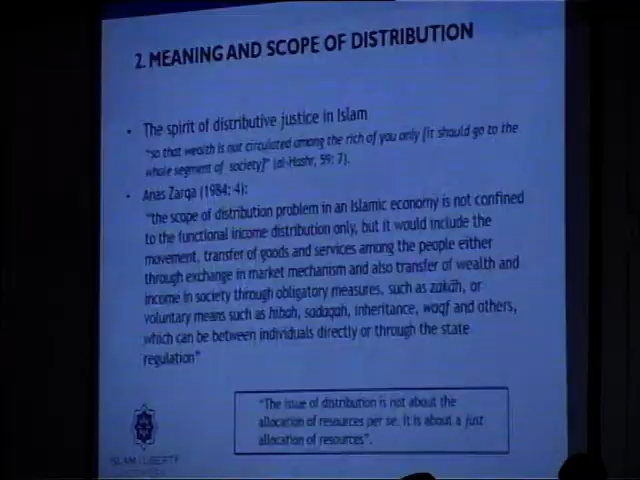 2. MEANING AND SCOPE OF DISTRIBUTION
• The spirit of distributive justice in Islam
"so that wealth is not circulated among the rich of you only [it should go to the
whole segment of society]" (al-Hashr, 59: 7).
• Anas Zarqa (1984: 4):
"the scope of distribution problem in an Islamic economy is not confined
to the functional income distribution only, but it would include the
movement, transfer of goods and services among the people either
through exchange in market mechanism and also transfer of wealth and
income in society through obligatory measures, such as zakāh, or
voluntary means such as hibah, sadaqah, inheritance, waqf and others,
which can be between individuals directly or through the state
regulation"
"The issue of distribution is not about the
allocation of resources per se. It is about a just
allocation of resources".
ISLAM LIBERTY